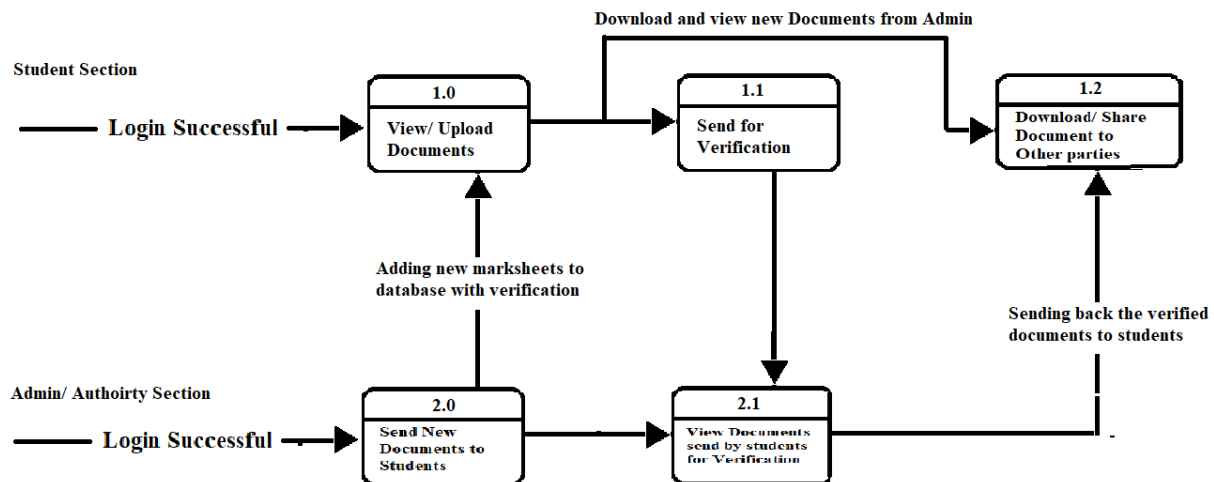 Download and view new Documents from Admin
Student Section
1.0
1.1
1.2
Login Successful
View/ Upload
Documents
Send for
Verification
Download/ Share
Document to
Other parties
Adding new marksheets to
database with verification
Sending back the verified
documents to students
Admin/ Authoirty Section
2.0
2.1
Login Successful
Send New
Documents to
Students
View Documents
send by students
for Verification